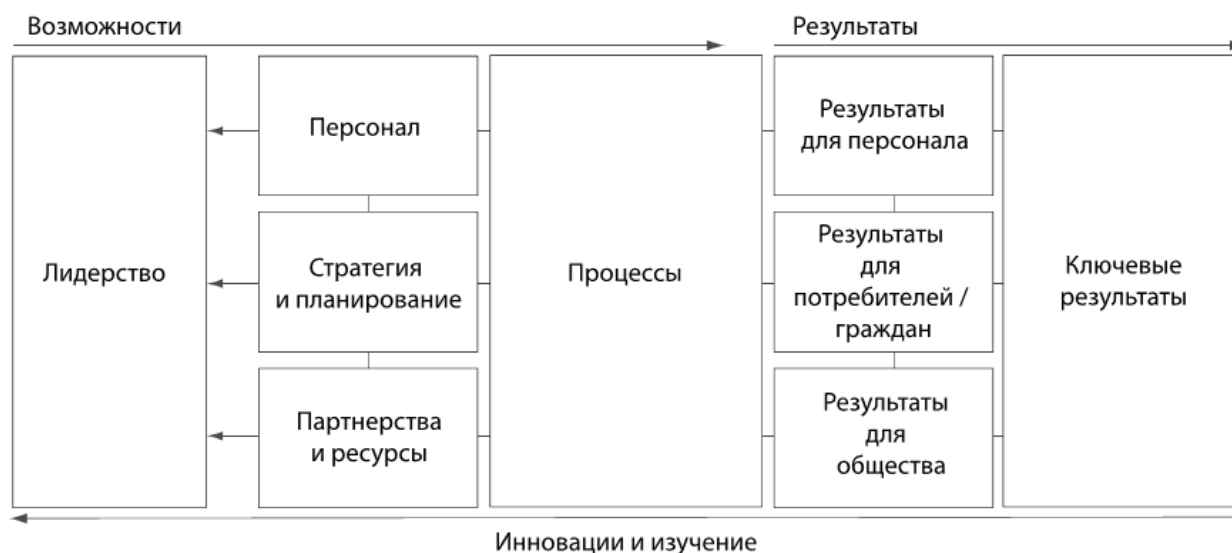 Возможности
Результаты
Лидерство
Персонал
Стратегия
и планирование
Партнерства
и ресурсы
Процессы
Результаты
для персонала
Результаты
для
потребителей /
граждан
Результаты
для
общества
Ключевые
результаты
Инновации и изучение